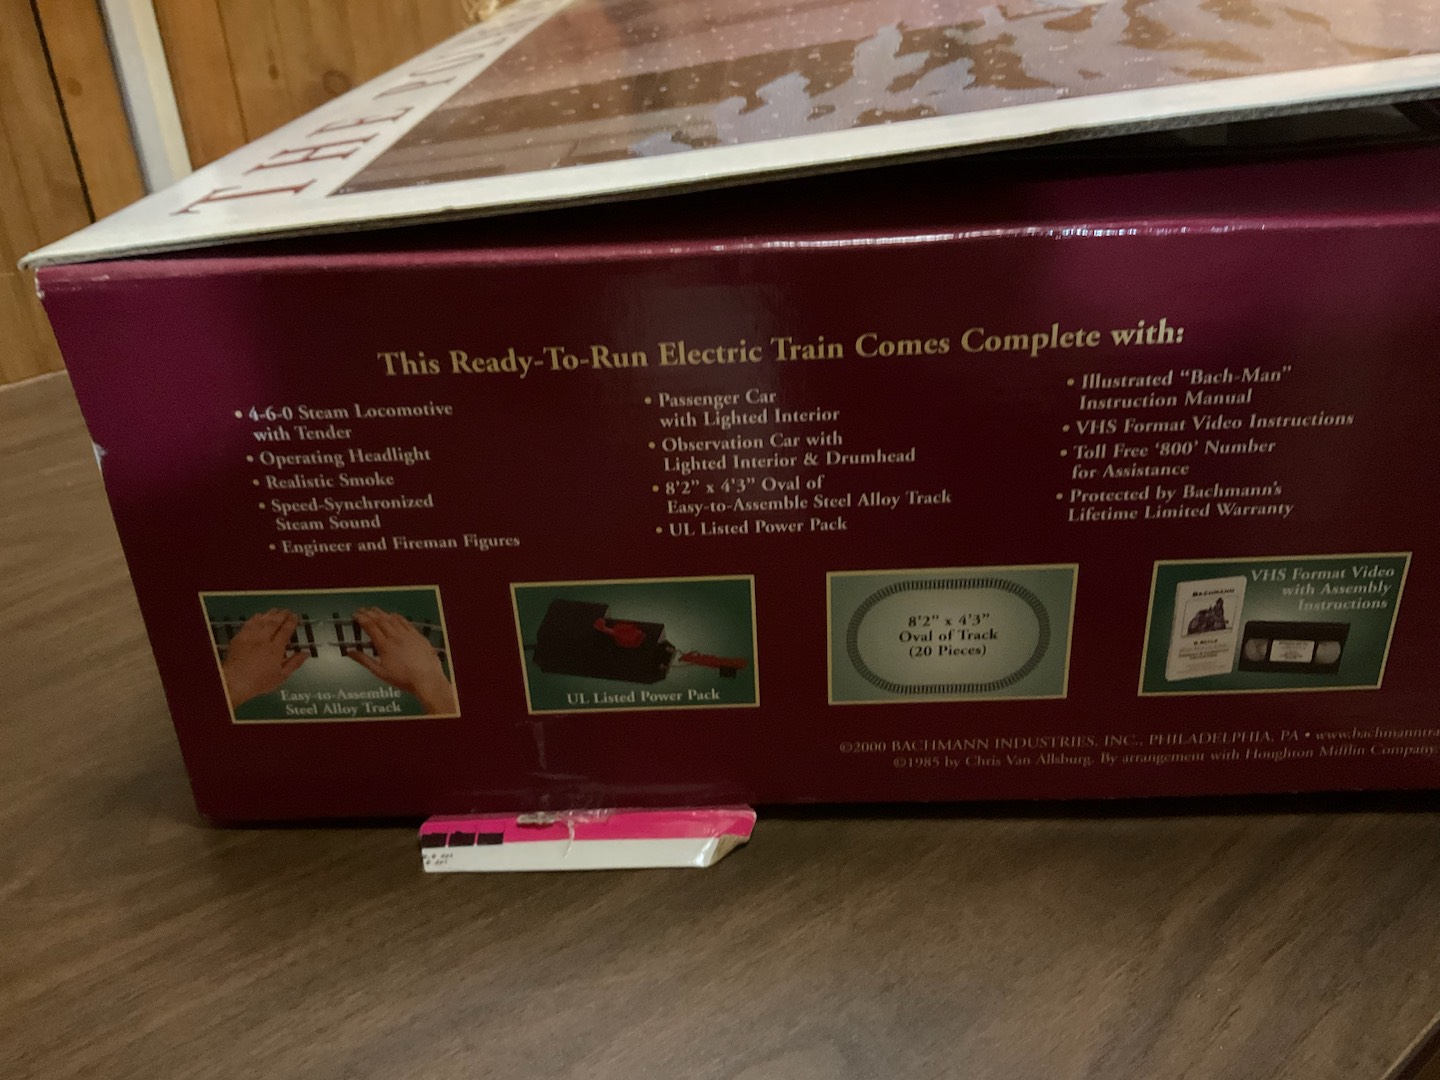 THE
This Ready-To-Run Electric Train Comes Complete with:
• 4-6-0 Steam Locomotive
with Tender
• Operating Headlight
• Realistic Smoke
• Speed-Synchronized
Steam Sound
• Engineer and Fireman Figures
• Passenger Car
with Lighted Interior
• Observation Car with
Lighted Interior & Drumhead
• 8'2" x 4'3" Oval of
Easy-to-Assemble Steel Alloy Track
• UL Listed Power Pack
• Illustrated "Bach-Man"
Instruction Manual
• VHS Format Video Instructions
• Toll Free '800' Number
for Assistance
• Protected by Bachmann's
Lifetime Limited Warranty
Easy-to-Assemble
Steel Alloy Track
UL Listed Power Pack
8'2" x 4'3"
Oval of Track
(20 Pieces)
VHS Format Video
with Assembly
Instructions
BACHMANN
©2000 BACHMANN INDUSTRIES, INC., PHILADELPHIA, PA •
©1985 by Chris Van Allsburg. By arrangement with Houghton Mifflin Company.